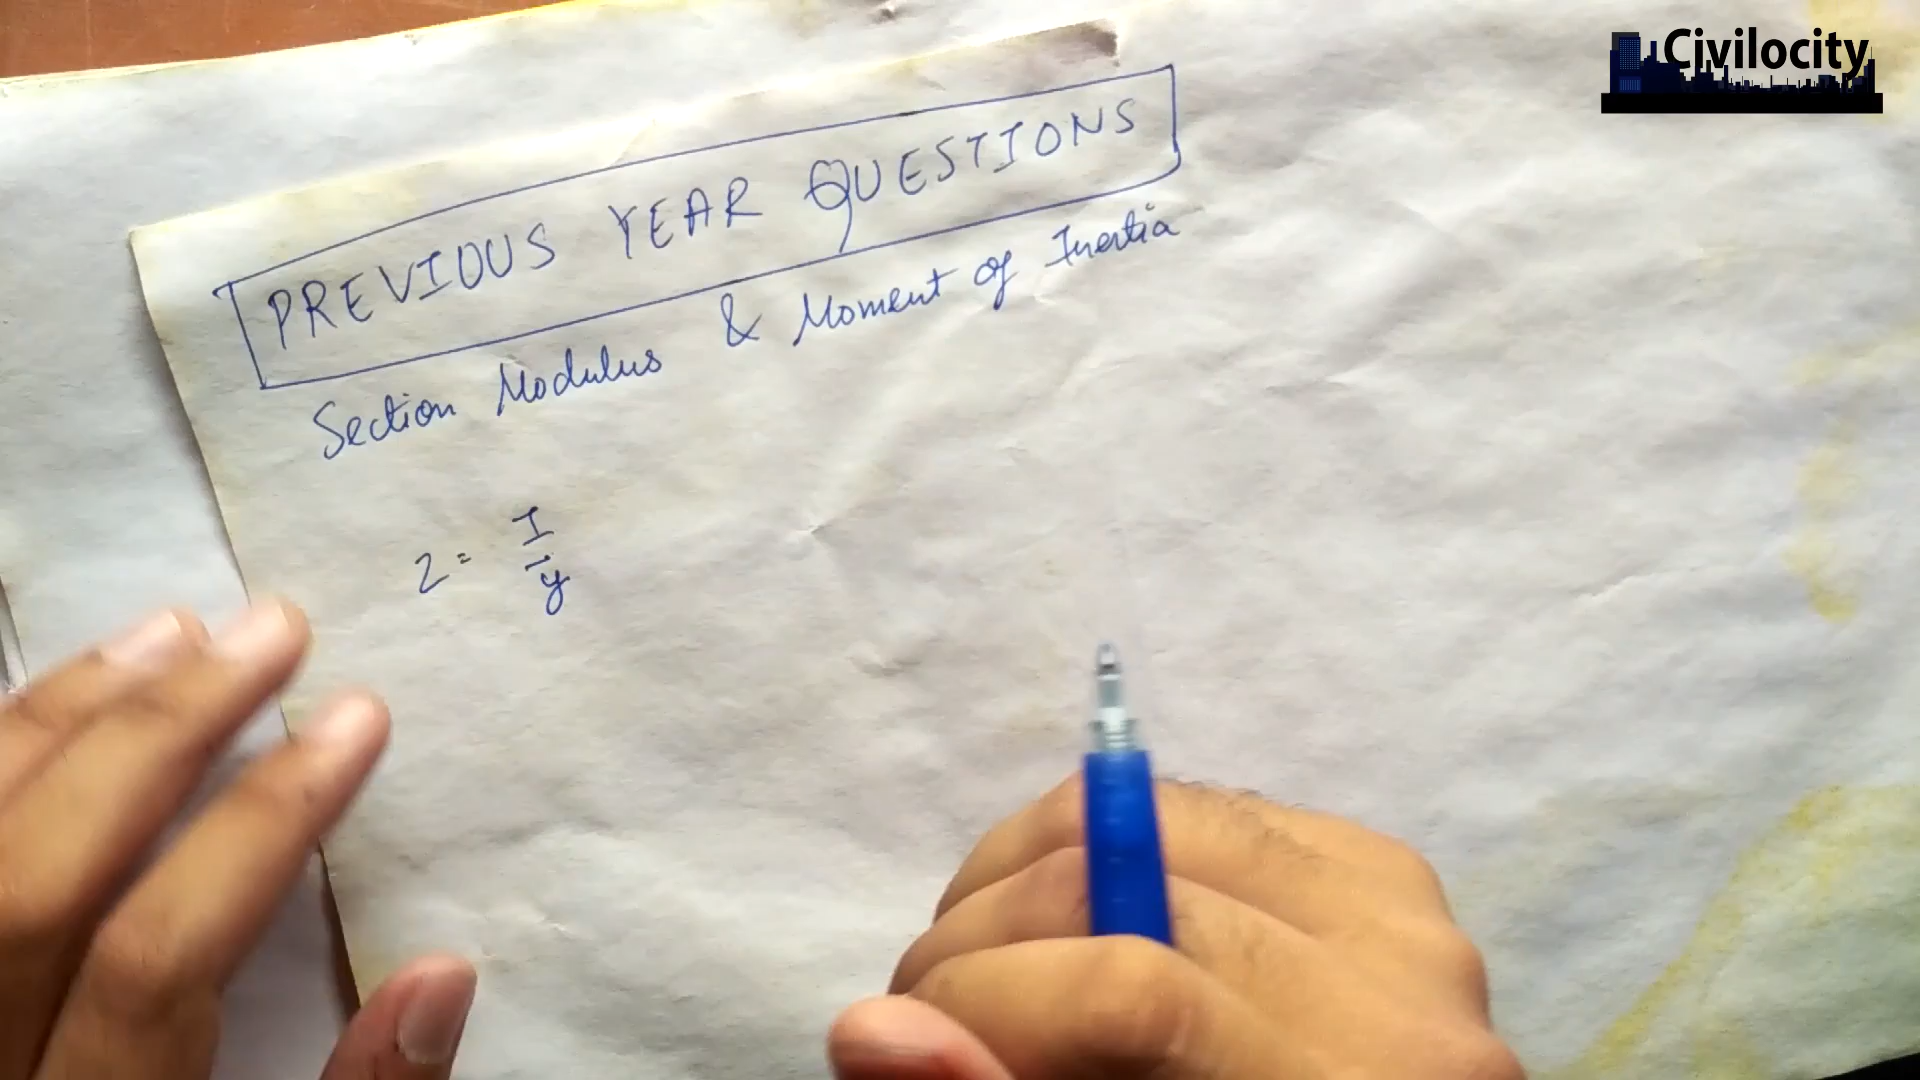 Civilocity
PREVIOUS YEAR QUESTIONS
Section Modulus & Moment of Inertia
Z = I/y